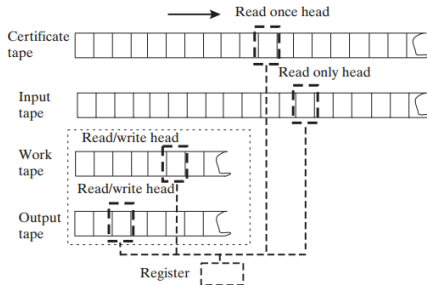 Read once head
Certificate
tape
Read only head
Input
tape
Read/write head
Work
tape
Read/write head
Output
tape
Register